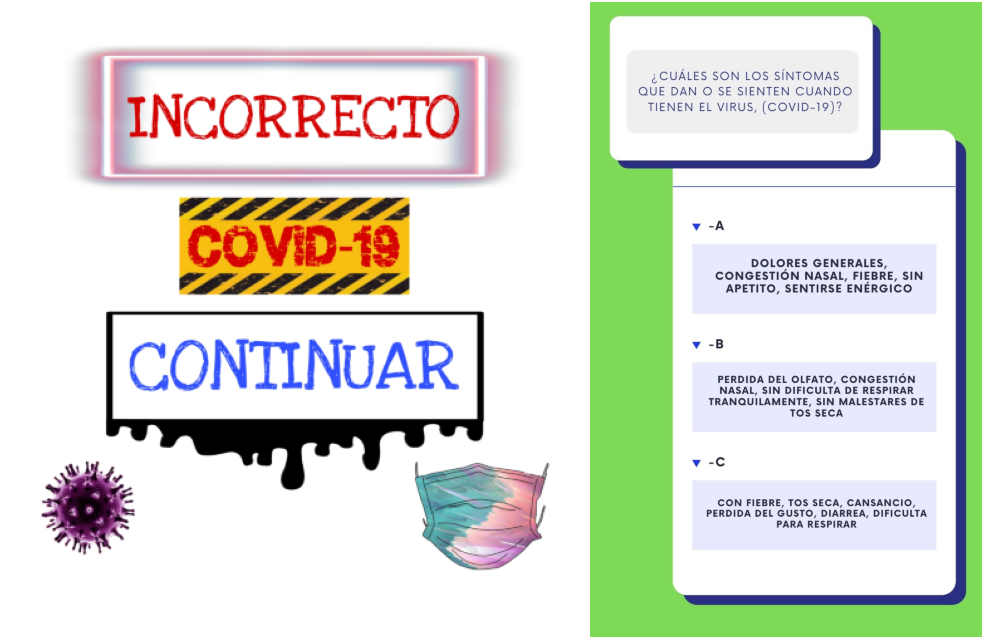 INCORRECTO
COVID-19
CONTINUAR
¿CUÁLES SON LOS SÍNTOMAS
QUE DAN O SE SIENTEN CUANDO
TIENEN EL VIRUS, (COVID-19)?
-A
DOLORES GENERALES,
CONGESTIÓN NASAL, FIEBRE, SIN
APETITO, SENTIRSE ENÉRGICO
-B
PERDIDA DEL OLFATO, CONGESTIÓN
NASAL, SIN DIFICULTA DE RESPIRAR
TRANQUILAMENTE, SIN MALESTARES DE
TOS SECA
-C
CON FIEBRE, TOS SECA, CANSANCIO,
PERDIDA DEL GUSTO, DIARREA, DIFICULTA
PARA RESPIRAR